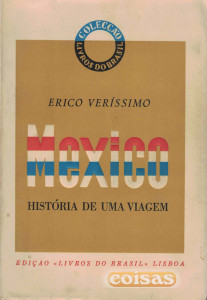 COLECÇÃO
LIVROS DO BRASIL
ERICO VERÍSSIMO
Mexico
HISTÓRIA DE UMA VIAGEM
EDIÇÃO «LIVROS DO BRASIL» LISBOA
coisas